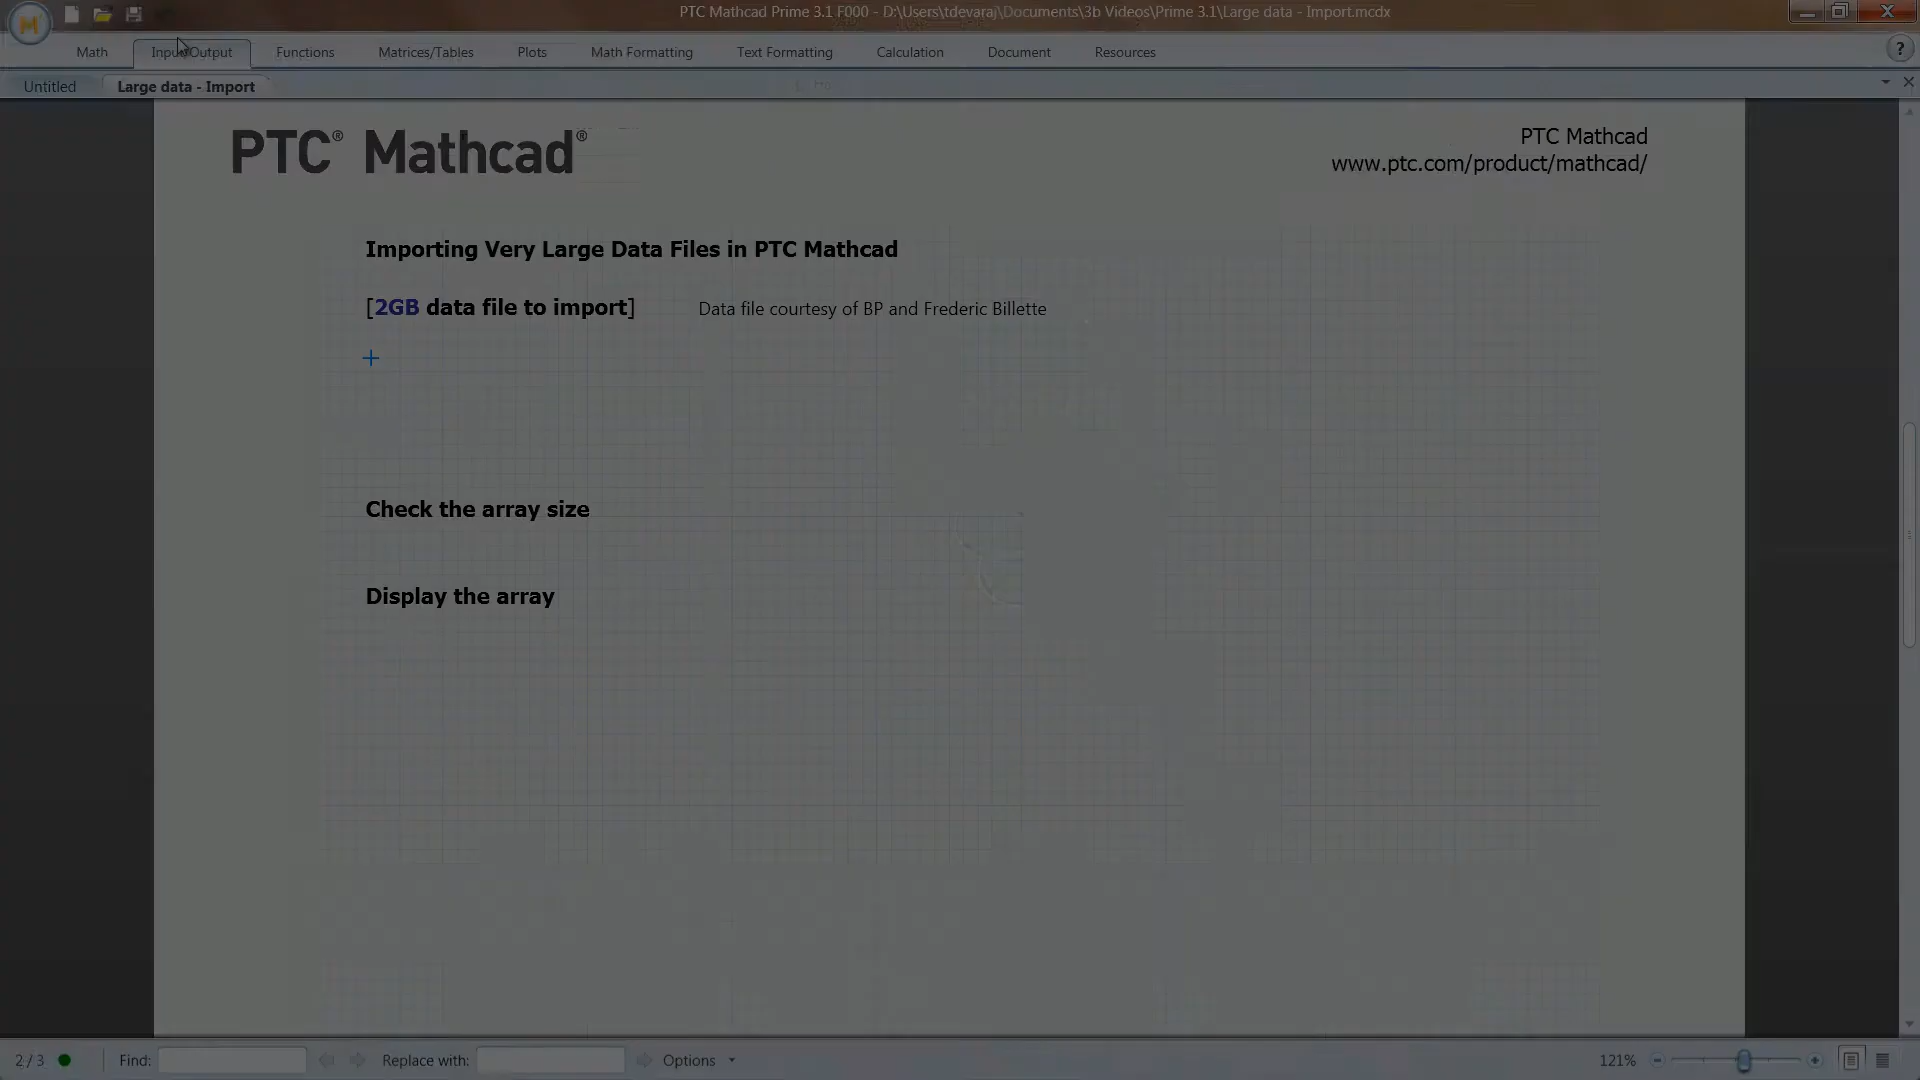 PTC Mathcad Prime 3.1 F000 - D:\Users\tdevaraj\Documents\3b Videos\Prime 3.1\Large data - Import.mcdx
Math Input/Output Functions Matrices/Tables Plots Math Formatting Text Formatting Calculation Document Resources ?
Untitled Large data - Import
PTC® Mathcad®
PTC Mathcad
www.ptc.com/product/mathcad/
Importing Very Large Data Files in PTC Mathcad
[2GB data file to import] Data file courtesy of BP and Frederic Billette
Check the array size
Display the array
2 / 3 Find: Replace with: Options 121%